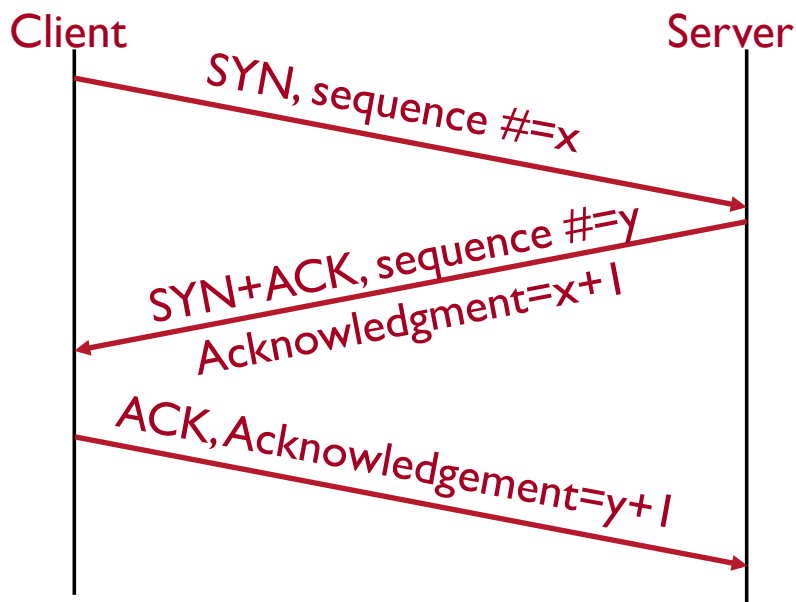 Client
Server
SYN, sequence #=x
SYN+ACK, sequence #=y
Acknowledgment=x+1
ACK, Acknowledgement=y+1